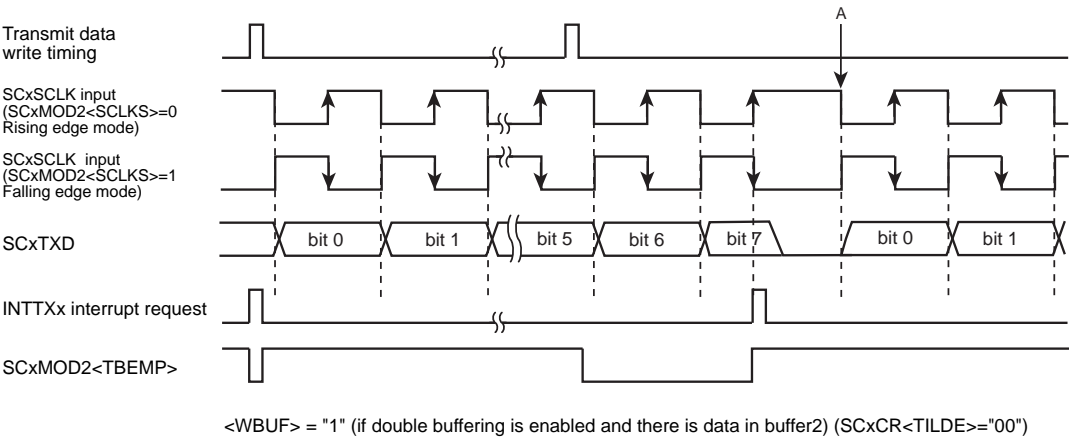 A
Transmit data
write timing
SCxSCLK input
(SCxMOD2<SCLKS>=0
Rising edge mode)
SCxSCLK input
(SCxMOD2<SCLKS>=1
Falling edge mode)
SCxTXD
bit 0
bit 1
bit 5
bit 6
bit 7
bit 0
bit 1
INTTXx interrupt request
SCxMOD2<TBEMP>
<WBUF> = "1" (if double buffering is enabled and there is data in buffer2) (SCxCR<TILDE>="00")